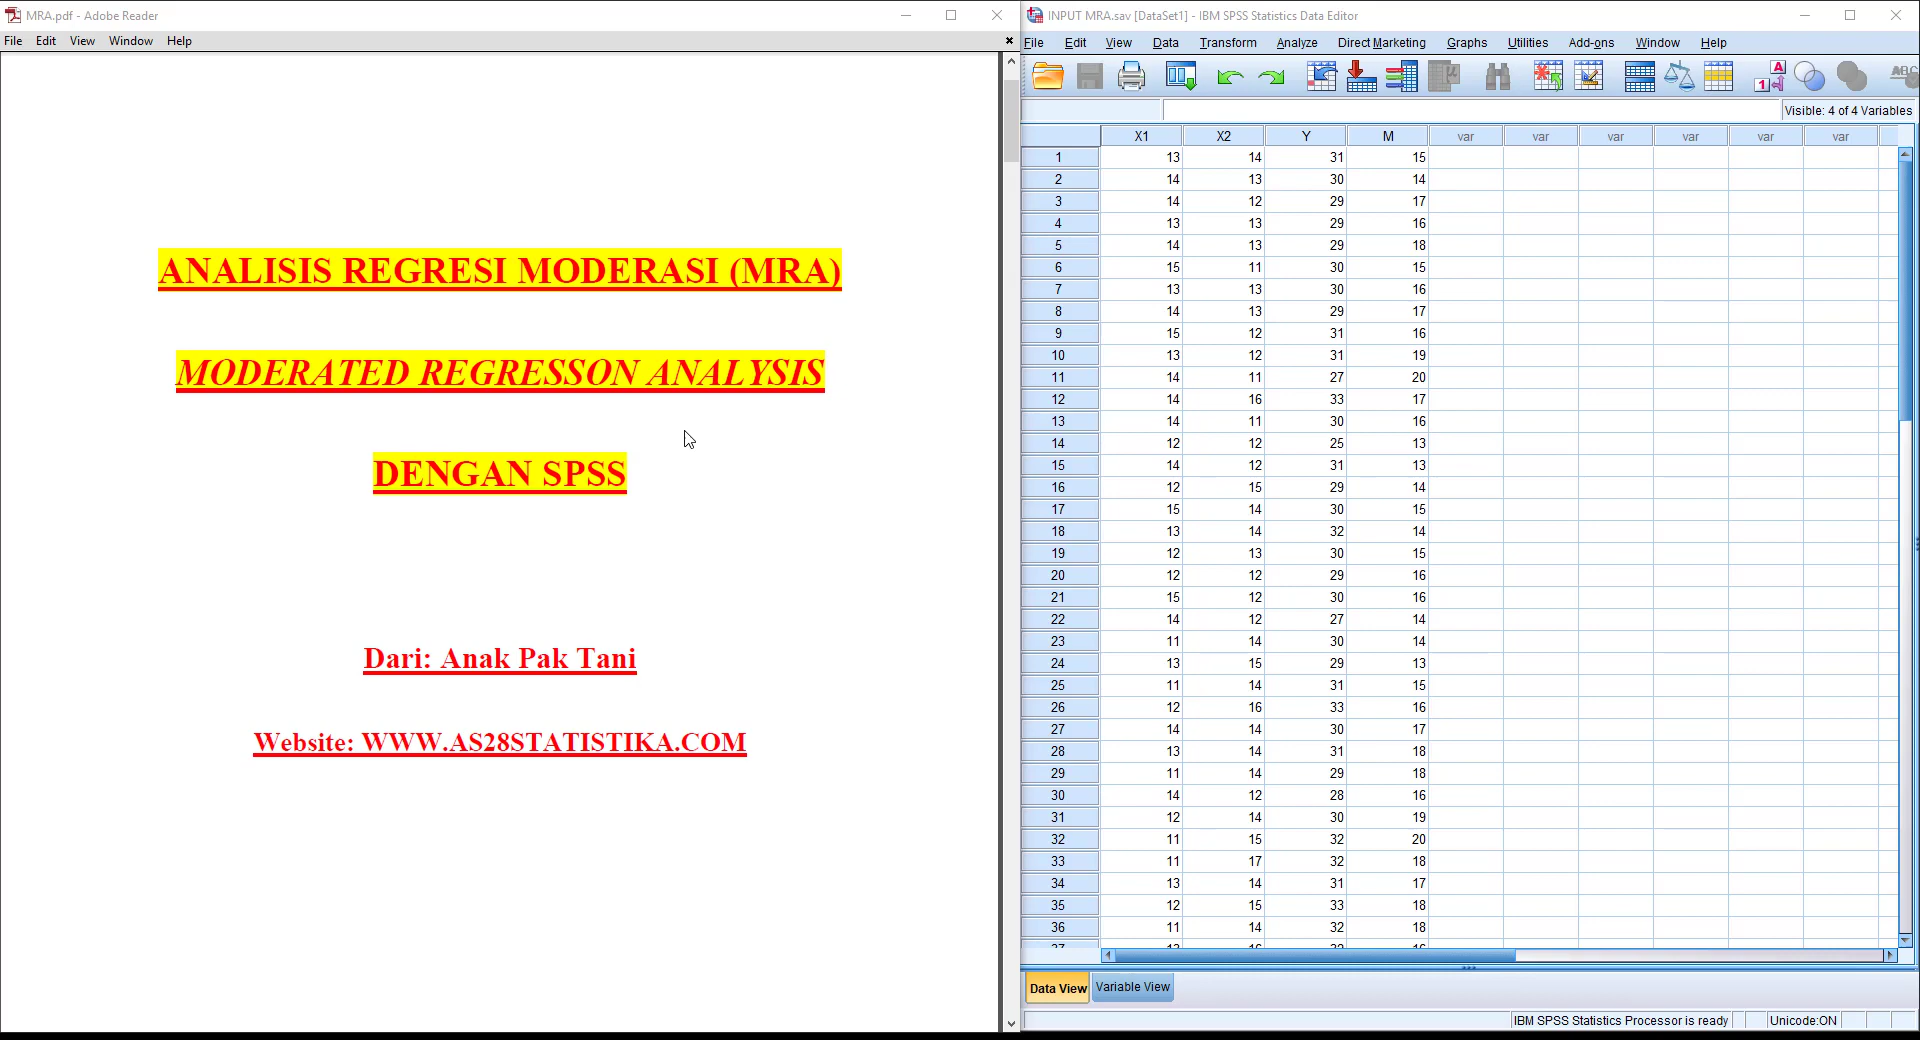 MRA.pdf - Adobe Reader
File Edit View Window Help
ANALISIS REGRESI MODERASI (MRA)
MODERATED REGRESSON ANALYSIS
DENGAN SPSS
Dari: Anak Pak Tani
Website: WWW.AS28STATISTIKA.COM
INPUT MRA.sav [DataSet1] - IBM SPSS Statistics Data Editor
File Edit View Data Transform Analyze Direct Marketing Graphs Utilities Add-ons Window Help
Visible: 4 of 4 Variables
X1 X2 Y M var var var var var var
1 13 14 31 15
2 14 13 30 14
3 14 12 29 17
4 13 13 29 16
5 14 13 29 18
6 15 11 30 15
7 13 13 30 16
8 14 13 29 17
9 15 12 31 16
10 13 12 31 19
11 14 11 27 20
12 14 16 33 17
13 14 11 30 16
14 12 12 25 13
15 14 12 31 13
16 12 15 29 14
17 15 14 30 15
18 13 14 32 14
19 12 13 30 15
20 12 12 29 16
21 15 12 30 16
22 14 12 27 14
23 11 14 30 14
24 13 15 29 13
25 11 14 31 15
26 12 16 33 16
27 14 14 30 17
28 13 14 31 18
29 11 14 29 18
30 14 12 28 16
31 12 14 30 19
32 11 15 32 20
33 11 17 32 18
34 13 14 31 17
35 12 15 33 18
36 11 14 32 18
Data View Variable View
IBM SPSS Statistics Processor is ready Unicode:ON